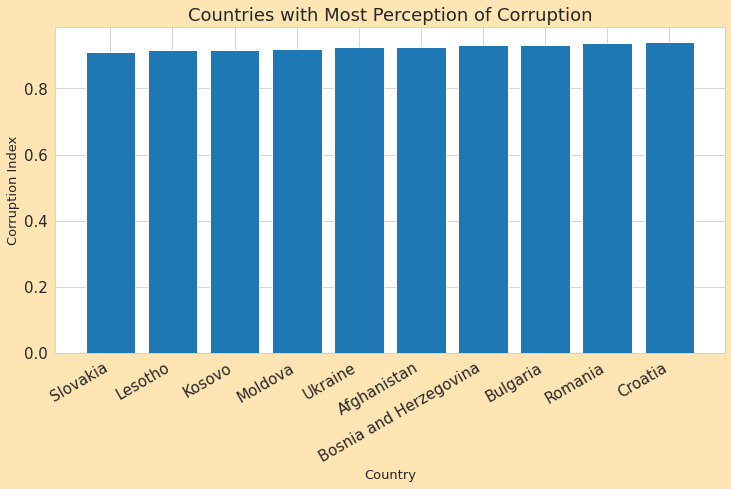 Countries with Most Perception of Corruption
Corruption Index
0.8
0.6
0.4
0.2
0.0
Slovakia
Lesotho
Kosovo
Moldova
Ukraine
Afghanistan
Bosnia and Herzegovina
Bulgaria
Romania
Croatia
Country